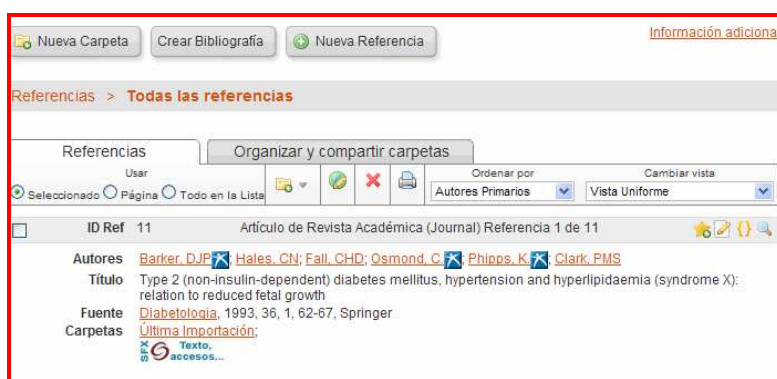 Nueva Carpeta Crear Bibliografía Nueva Referencia Información adiciona
Referencias > Todas las referencias
Referencias Organizar y compartir carpetas
Usar Ordenar por Cambiar vista
Seleccionado Página Todo en la Lista Autores Primarios Vista Uniforme
ID Ref 11 Artículo de Revista Académica (Journal) Referencia 1 de 11
Autores Barker, DJP; Hales, CN; Fall, CHD; Osmond, C.; Phipps, K.; Clark, PMS
Título Type 2 (non-insulin-dependent) diabetes mellitus, hypertension and hyperlipidaemia (syndrome X):
relation to reduced fetal growth
Fuente Diabetologia, 1993, 36, 1, 62-67, Springer
Carpetas Última Importación;
SFX Texto,
accesos...